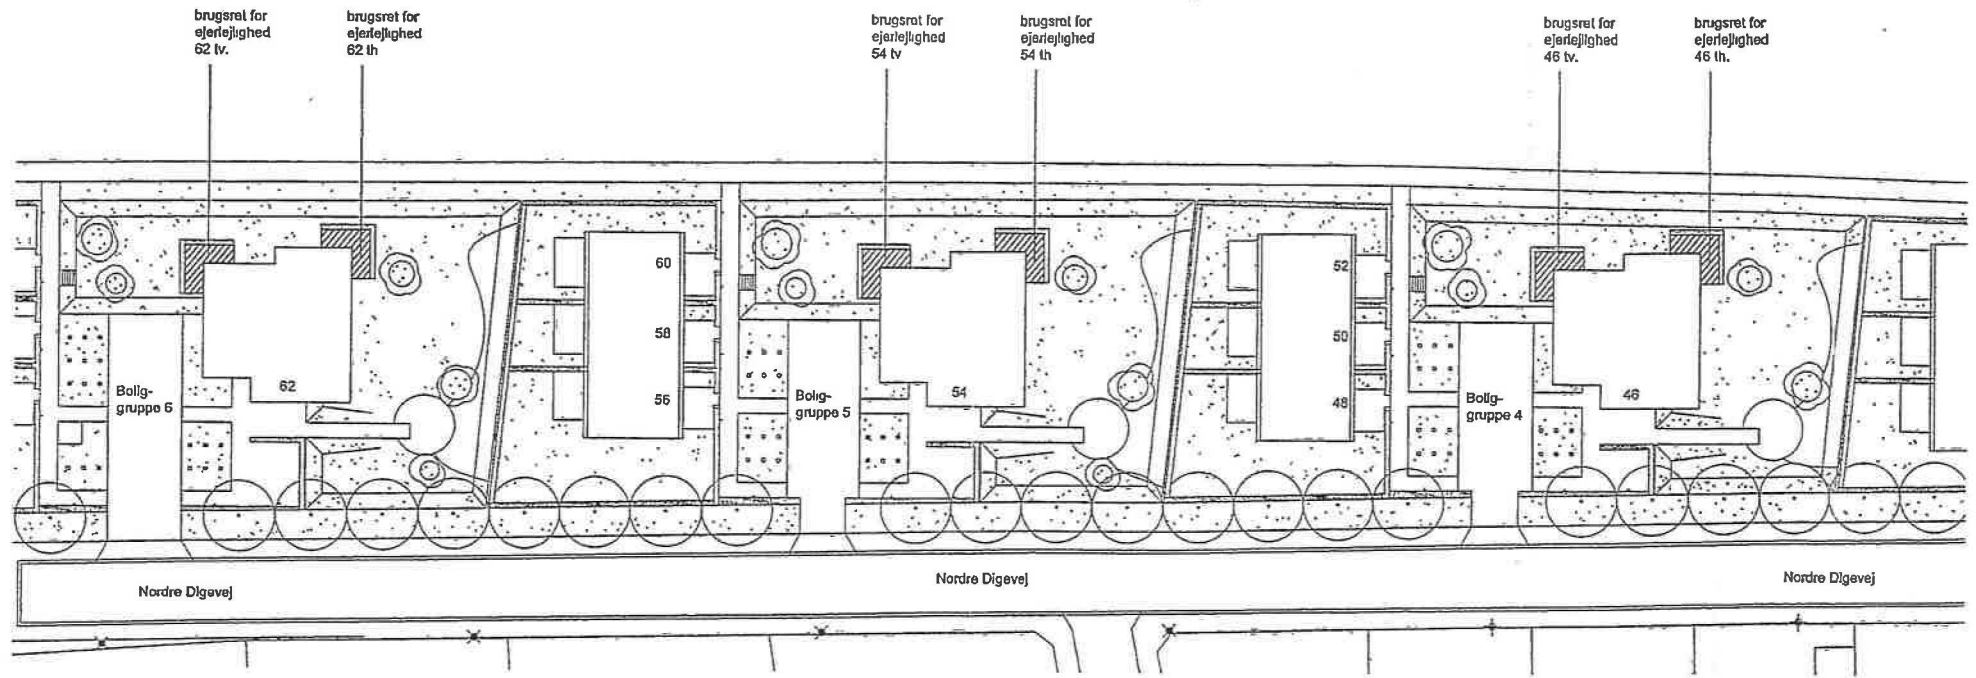 brugsret for
ejerlejlighed
62 tv.
brugsret for
ejerlejlighed
62 th
brugsret for
ejerlejlighed
54 tv
brugsret for
ejerlejlighed
54 th
brugsret for
ejerlejlighed
46 tv.
brugsret for
ejerlejlighed
46 th.
60
58
56
62
Bolig-
gruppe 6
52
50
48
54
Bolig-
gruppe 5
46
Bolig-
gruppe 4
Nordre Digevej
Nordre Digevej
Nordre Digevej